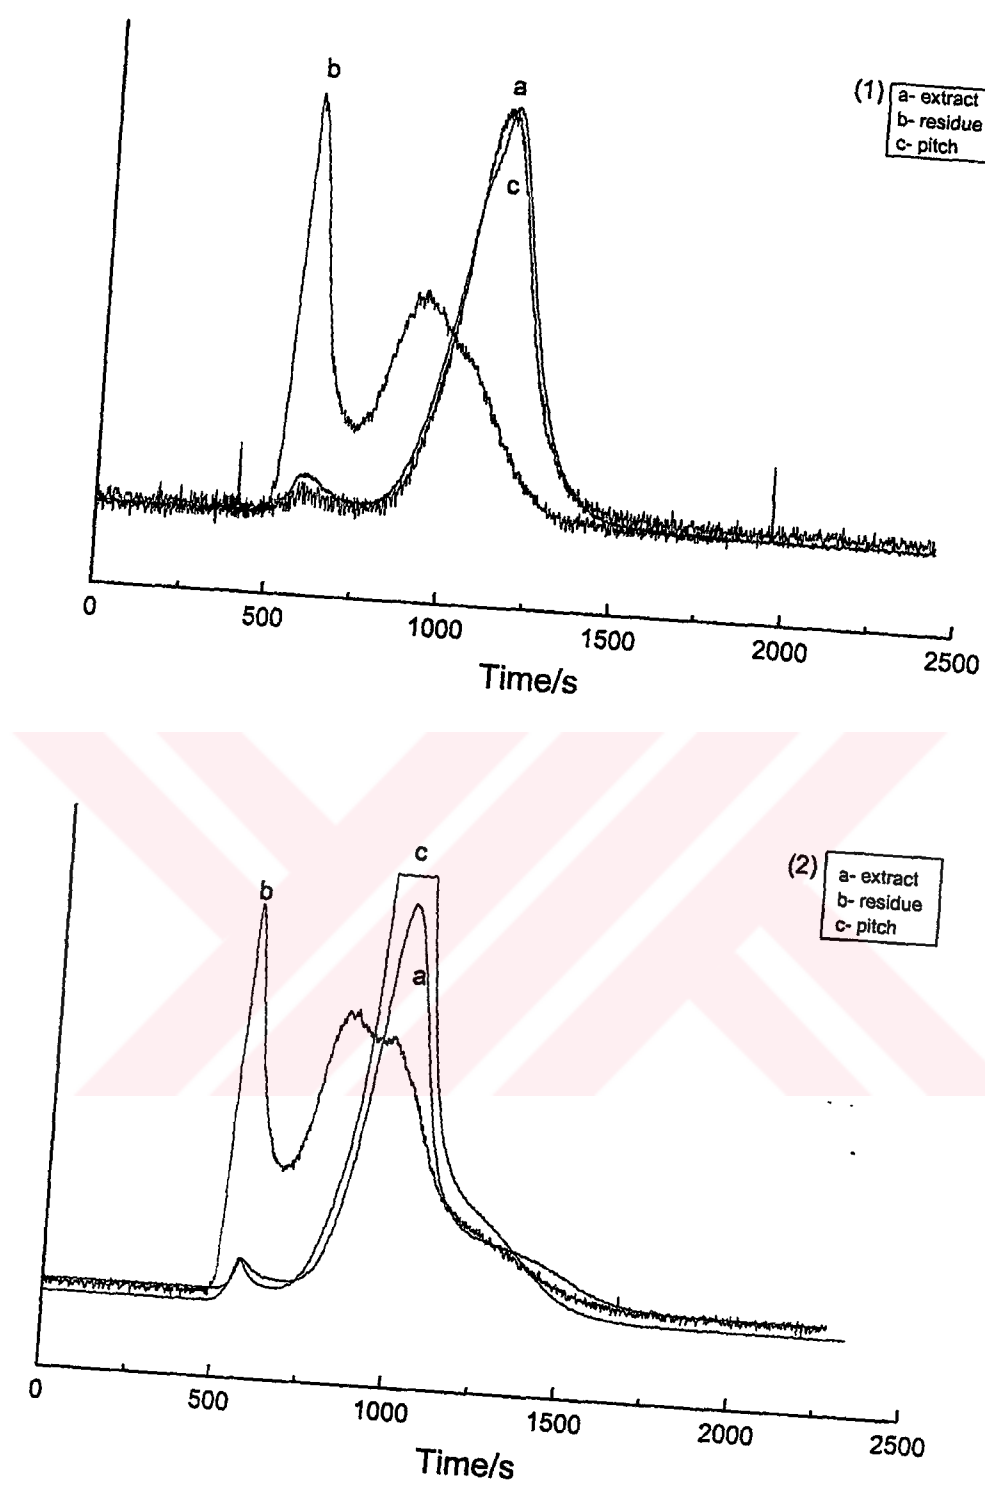 b
a
(1)
a- extract
b- residue
c- pitch
c
0
500
1000
1500
2000
2500
Time/s
c
(2)
a- extract
b- residue
c- pitch
b
a
0
500
1000
1500
2000
2500
Time/s